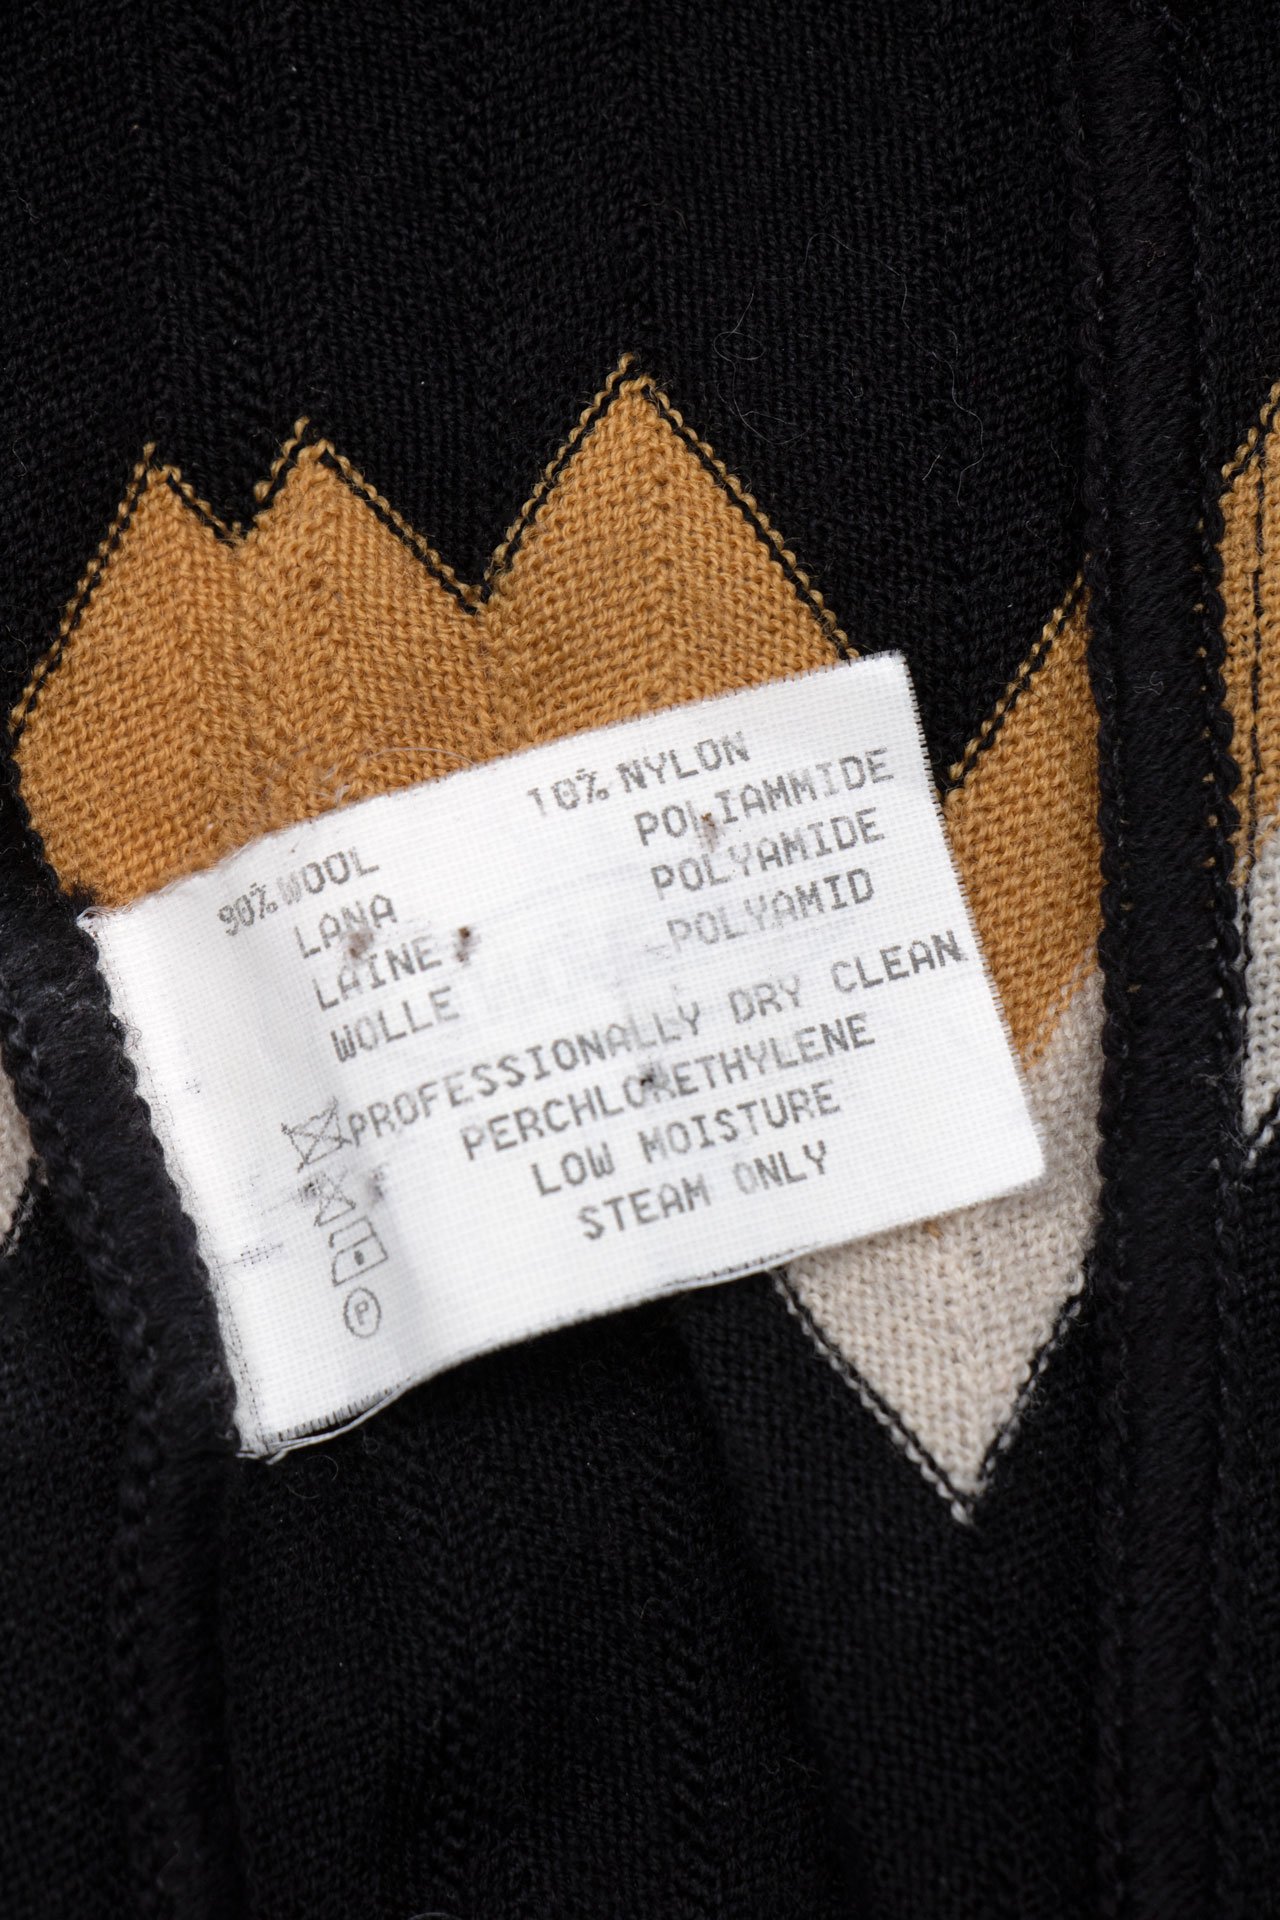 90% WOOL
LANA
LAINE
WOLLE
10% NYLON
POLIAMMIDE
POLYAMIDE
POLYAMID
PROFESSIONALLY DRY CLEAN
PERCHLORETHYLENE
LOW MOISTURE
STEAM ONLY
P